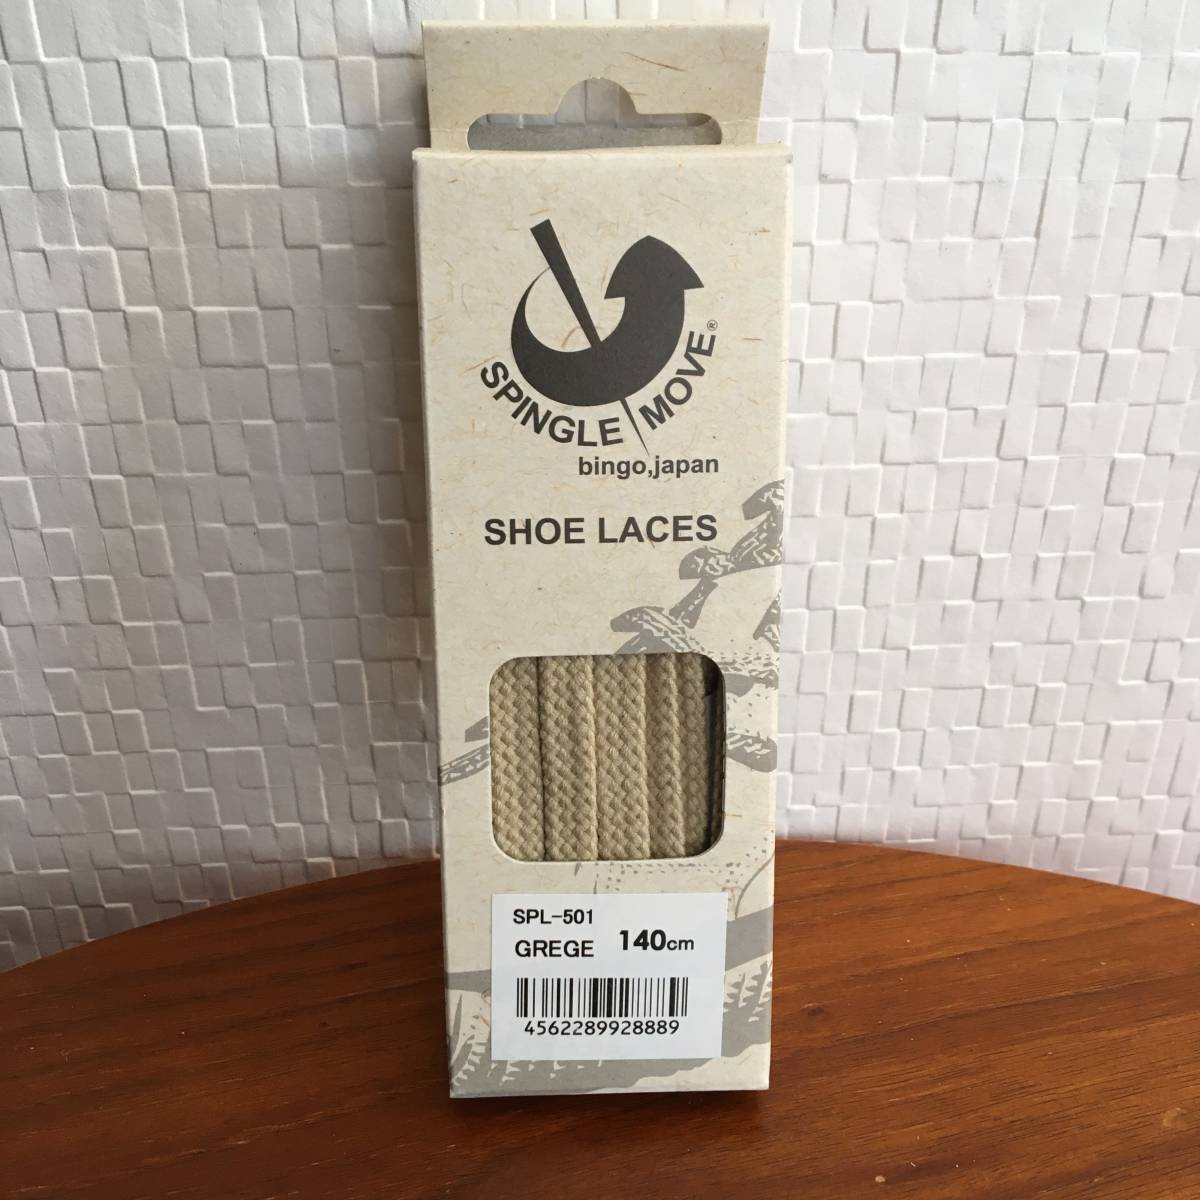 SPINGLE MOVE®
bingo,japan
SHOE LACES
SPL-501
GREGE 140cm
4562289928889